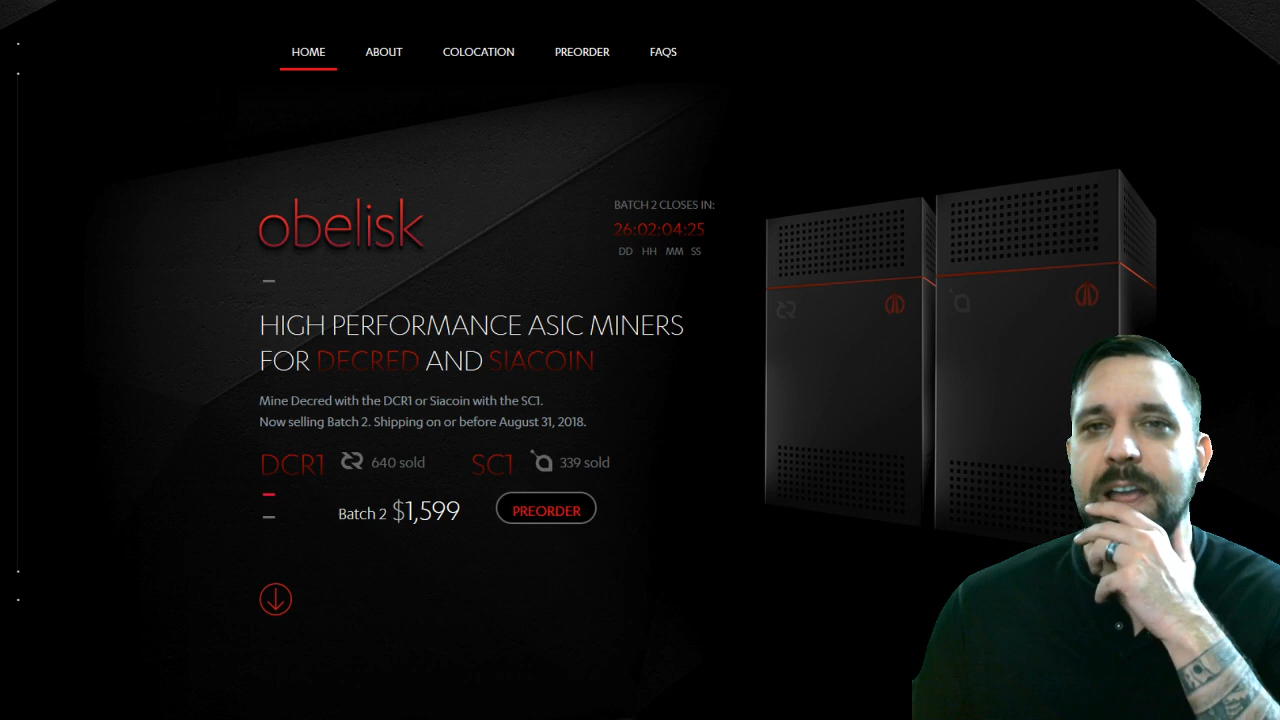 HOME ABOUT COLOCATION PREORDER FAQS
obelisk
BATCH 2 CLOSES IN:
26:02:04:25
DD HH MM SS
HIGH PERFORMANCE ASIC MINERS
FOR DECRED AND SIACOIN
Mine Decred with the DCR1 or Siacoin with the SC1.
Now selling Batch 2. Shipping on or before August 31, 2018.
DCR1 640 sold SC1 339 sold
Batch 2 $1,599 PREORDER